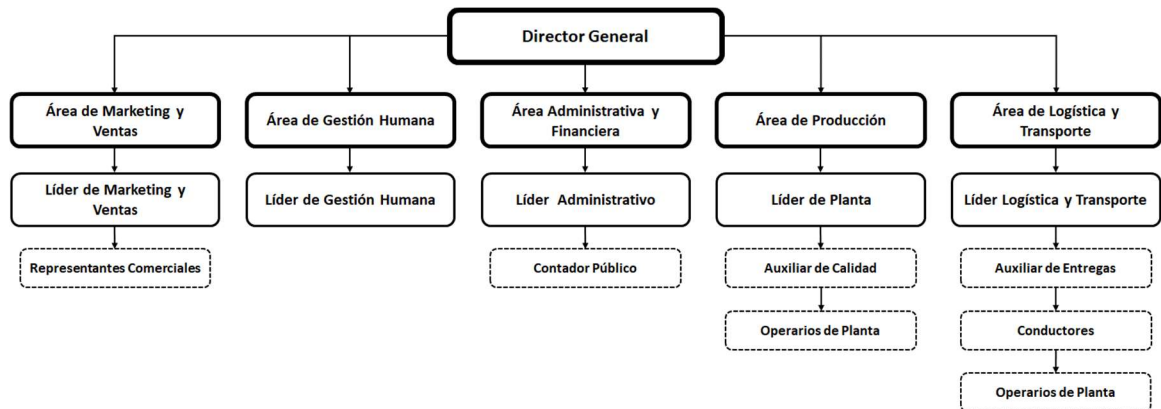 Director General
Área de Marketing y
Ventas
Área de Gestión Humana
Área Administrativa y
Financiera
Área de Producción
Área de Logística y
Transporte
Líder de Marketing y
Ventas
Líder de Gestión Humana
Líder Administrativo
Líder de Planta
Líder Logística y Transporte
Representantes Comerciales
Contador Público
Auxiliar de Calidad
Auxiliar de Entregas
Operarios de Planta
Conductores
Operarios de Planta